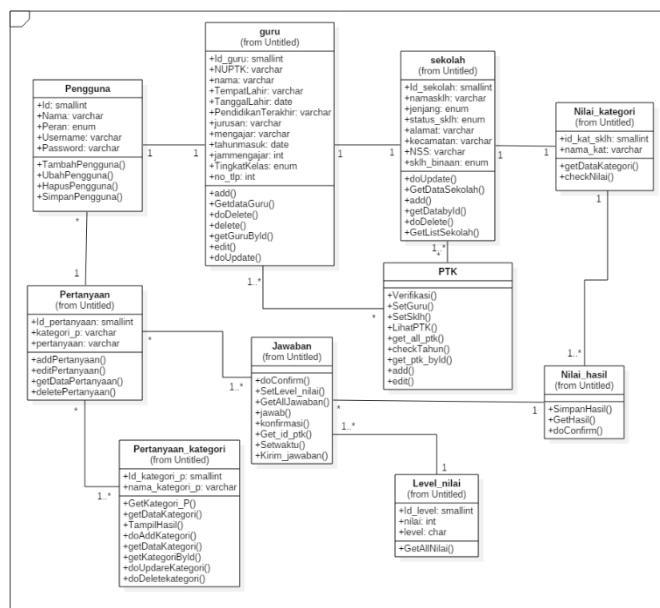 guru
(from Untitled)
+Id_guru: smallint
+NUPTK: varchar
+nama: varchar
+TempatLahir: varchar
+TanggalLahir: date
+PendidikanTerakhir: varchar
+jurusan: varchar
+mengajar: varchar
+tahunmasuk: date
+jammengajar: int
+TingkatKelas: enum
+no_tlp: int
+add()
+GetdataGuru()
+doDelete()
+delete()
+getGuruById()
+edit()
+doUpdate()
sekolah
(from Untitled)
+Id_sekolah: smallint
+namasklh: varchar
+jenjang: enum
+status_sklh: enum
+alamat: varchar
+kecamatan: varchar
+NSS: varchar
+sklh_binaan: enum
+doUpdate()
+GetDataSekolah()
+add()
+getDatabyId()
+doDelete()
+GetListSekolah()
Pengguna
(from Untitled)
+Id: smallint
+Nama: varchar
+Peran: enum
+Username: varchar
+Password: varchar
+TambahPengguna()
+UbahPengguna()
+HapusPengguna()
+SimpanPengguna()
Nilai_kategori
(from Untitled)
+id_kat_sklh: smallint
+nama_kat: varchar
+getDataKategori()
+checkNilai()
1
1
1
1
1
1
1
1..*
*
1
1..*
*
*
1
PTK
(from Untitled)
+Verifikasi()
+SetGuru()
+SetSklh()
+LihatPTK()
+get_all_ptk()
+checkTahun()
+get_ptk_byId()
+add()
+edit()
Pertanyaan
(from Untitled)
+Id_pertanyaan: smallint
+kategori_p: varchar
+pertanyaan: varchar
+addPertanyaan()
+editPertanyaan()
+getDataPertanyaan()
+deletePertanyaan()
*
1..*
Jawaban
(from Untitled)
+doConfirm()
+SetLevel_nilai()
+GetAllJawaban()
+jawab()
+konfirmasi()
+Get_id_ptk()
+Setwaktu()
+Kirim_jawaban()
1..*
Nilai_hasil
(from Untitled)
+SimpanHasil()
+GetHasil()
+doConfirm()
*
1
1..*
1
*
1..*
Pertanyaan_kategori
(from Untitled)
+Id_kategori_p: smallint
+nama_kategori_p: varchar
+GetKategori_P()
+getDataKategori()
+TampilHasil()
+doAddKategori()
+getDataKategori()
+getKategoriById()
+doUpdareKategori()
+doDeletekategori()
Level_nilai
(from Untitled)
+Id_level: smallint
+nilai: int
+level: char
+GetAllNilai()